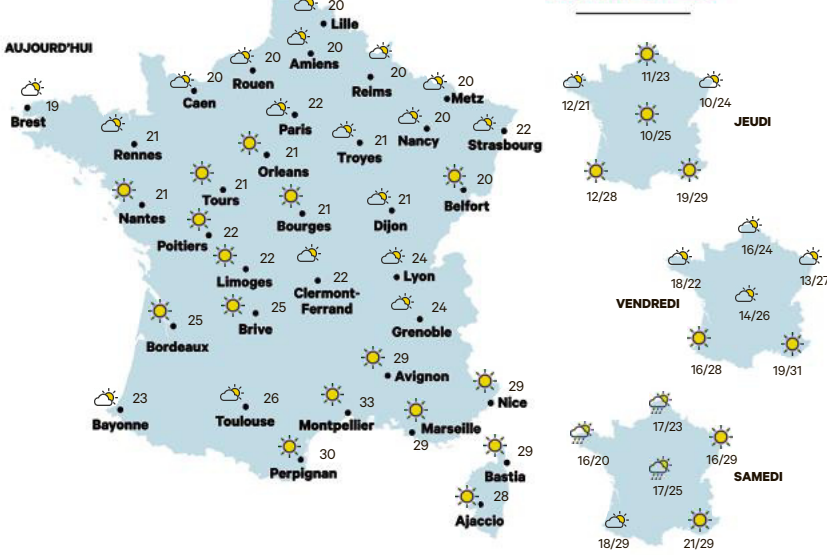 AUJOURD'HUI
20
Lille
20
Amiens
20
Rouen
20
Reims
20
Metz
20
Caen
19
Brest
22
Paris
20
Nancy
22
Strasbourg
21
Rennes
21
Troyes
21
Orleans
21
Tours
20
Belfort
21
Nantes
21
Bourges
21
Dijon
22
Poitiers
22
Limoges
22
Clermont-
Ferrand
24
Lyon
25
Bordeaux
25
Brive
24
Grenoble
29
Avignon
29
Nice
23
Bayonne
26
Toulouse
33
Montpellier
Marseille
29
30
Perpignan
29
Bastia
28
Ajaccio
11/23
12/21
10/24
10/25
JEUDI
12/28
19/29
16/24
18/22
13/27
VENDREDI
14/26
16/28
19/31
17/23
16/20
16/29
17/25
SAMEDI
18/29
21/29